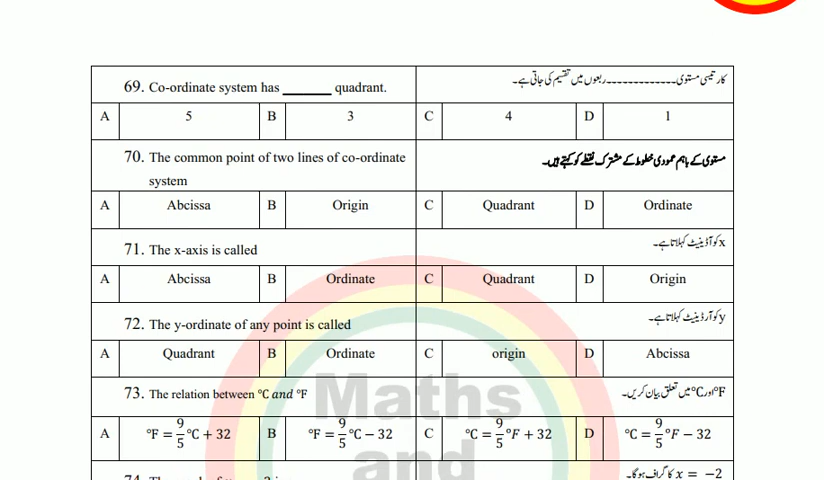 69. Co-ordinate system has ______ quadrant.
کارتیسی مستوی-------------ربعوں میں تقسیم کی جاتی ہے۔
A 5 B 3 C 4 D 1
70. The common point of two lines of co-ordinate
system
مستوی کے باہم عمودی خطوط کے مشترک نقطے کو کہتے ہیں۔
A Abcissa B Origin C Quadrant D Ordinate
71. The x-axis is called
x کو آڈینیٹ کہلاتا ہے۔
A Abcissa B Ordinate C Quadrant D Origin
72. The y-ordinate of any point is called
y کو آرڈینیٹ کہلاتا ہے۔
A Quadrant B Ordinate C origin D Abcissa
73. The relation between °C and °F
°F اور °C میں تعلق بیان کریں۔
A °F = 9/5 °C + 32 B °F = 9/5 °C − 32 C °C = 9/5 °F + 32 D °C = 9/5 °F − 32
x = −2 کا گراف ہوگا۔
Maths
and